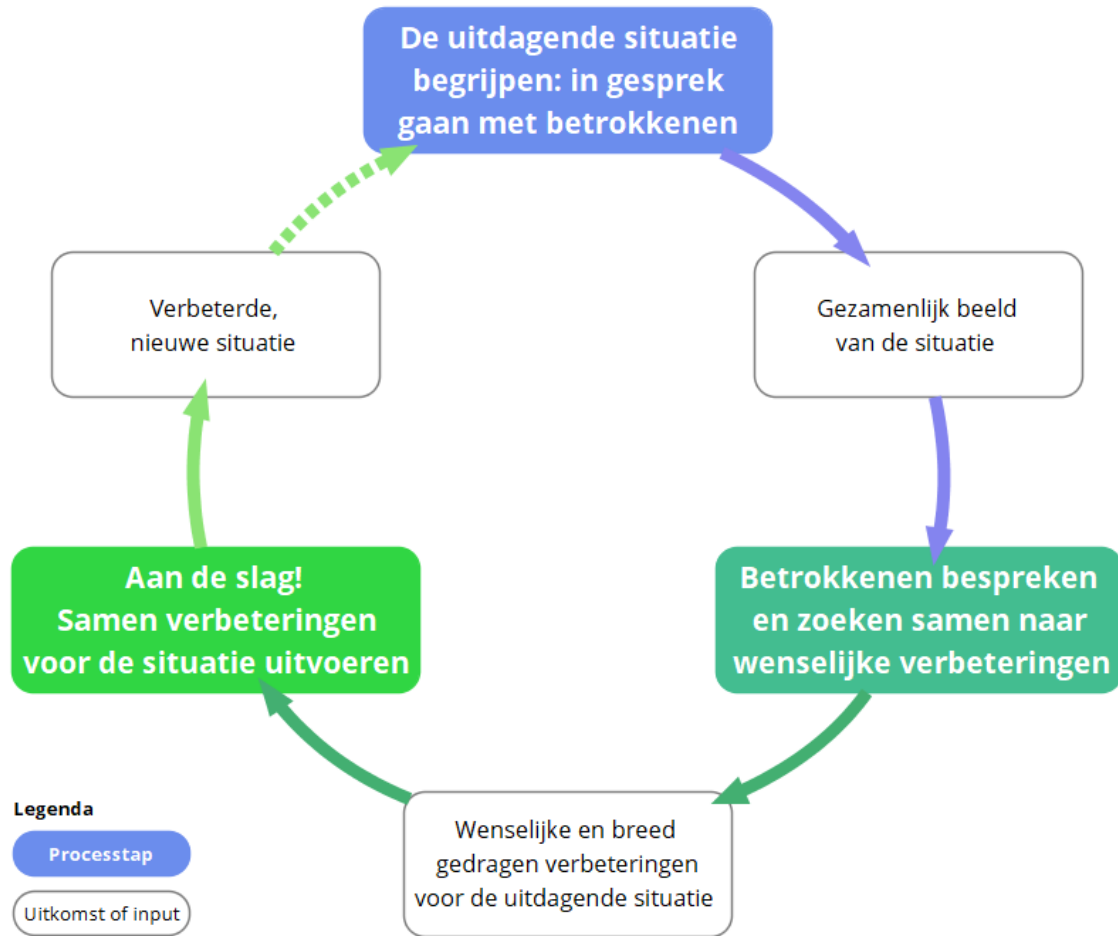 De uitdagende situatie
begrijpen: in gesprek
gaan met betrokkenen
Gezamenlijk beeld
van de situatie
Betrokkenen bespreken
en zoeken samen naar
wenselijke verbeteringen
Wenselijke en breed
gedragen verbeteringen
voor de uitdagende situatie
Aan de slag!
Samen verbeteringen
voor de situatie uitvoeren
Verbeterde,
nieuwe situatie
Legenda
Processtap
Uitkomst of input